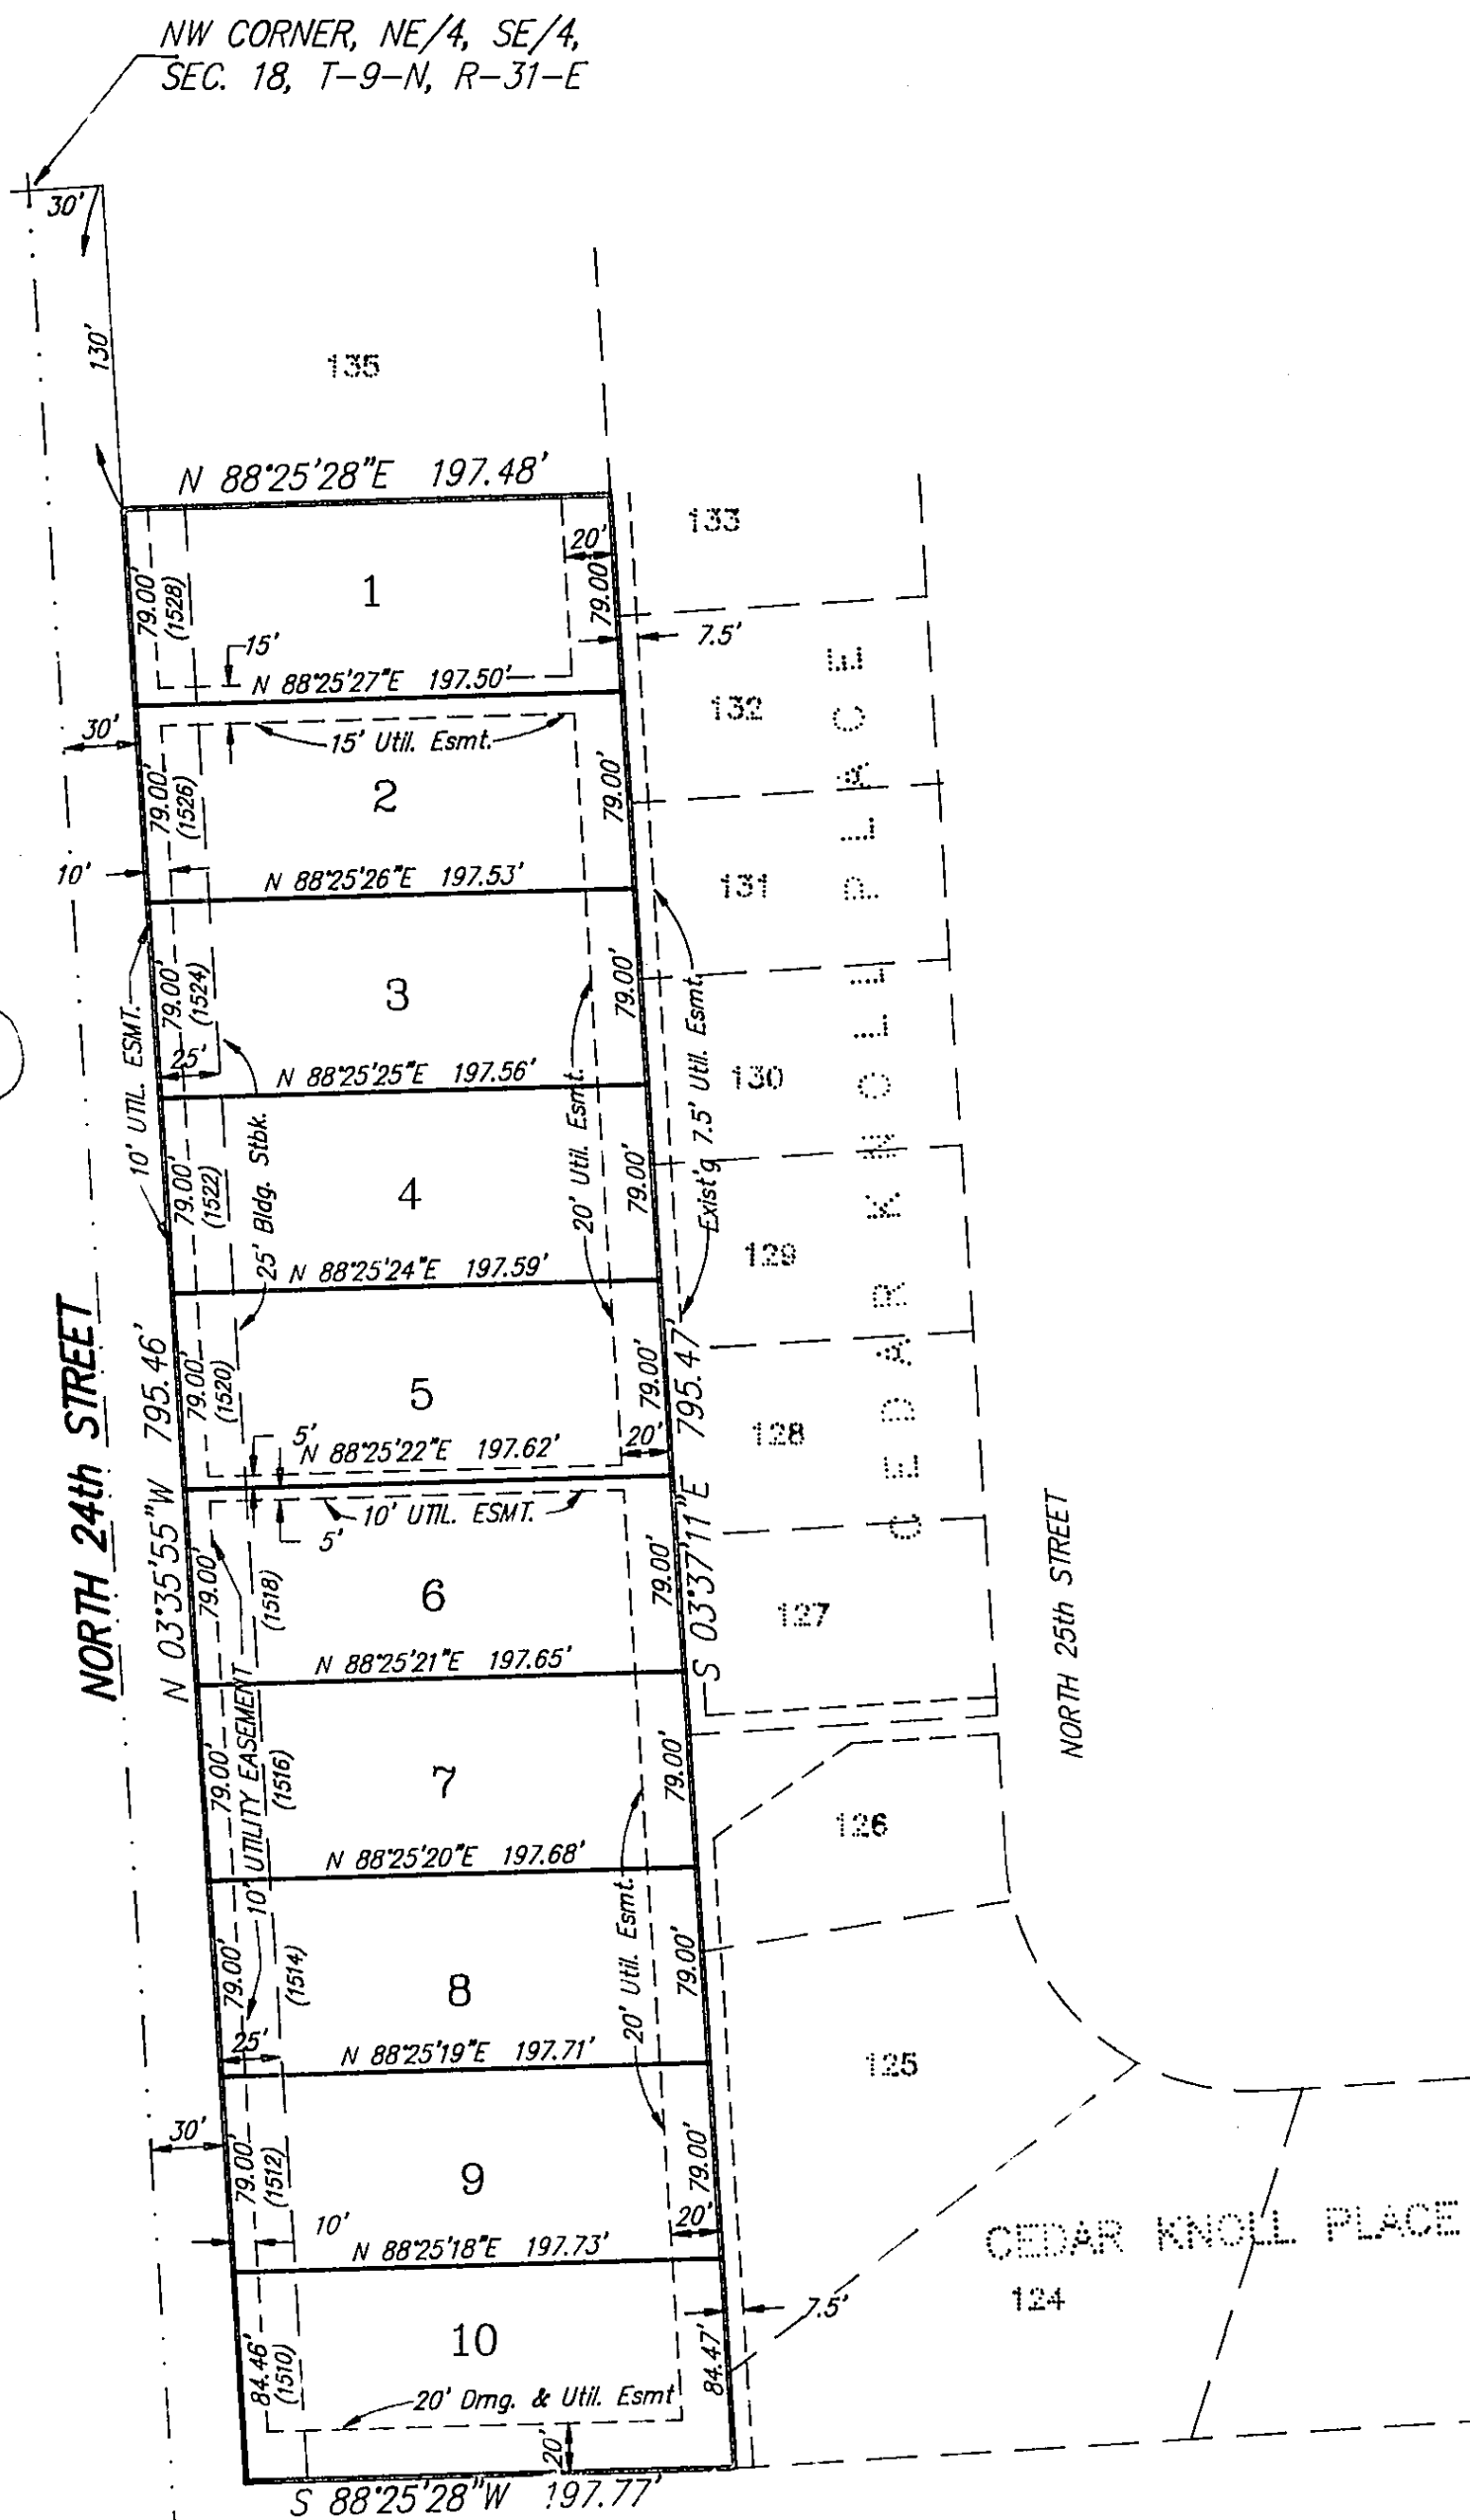 NW CORNER, NE/4, SE/4,
SEC. 18, T-9-N, R-31-E
30'
130'
135
N 88°25'28"E 197.48'
133
20'
1
79.00'
(1528)
79.00'
15'
7.5'
N 88°25'27"E 197.50'
132
30'
15' Util. Esmt.
2
79.00'
(1526)
79.00'
10'
N 88°25'26"E 197.53'
131
3
79.00'
(1524)
79.00'
10' UTIL. ESMT.
25'
N 88°25'25"E 197.56'
20' Util. Esmt.
Exist'g 7.5' Util. Esmt.
130
4
79.00'
(1522)
79.00'
25' Bldg. Stbk.
N 88°25'24"E 197.59'
129
CEDAR KNOLL PLACE
NORTH 24th STREET
N 03°35'55"W 795.46'
5
79.00'
(1520)
79.00'
5'
N 88°25'22"E 197.62'
20'
S 03°37'11"E 795.47'
128
10' UTIL. ESMT.
5'
6
79.00'
(1518)
79.00'
127
NORTH 25th STREET
N 88°25'21"E 197.65'
10' UTILITY EASEMENT
7
79.00'
(1516)
79.00'
126
N 88°25'20"E 197.68'
8
79.00'
(1514)
79.00'
20' Util. Esmt.
25'
N 88°25'19"E 197.71'
125
30'
9
79.00'
(1512)
79.00'
10'
20'
N 88°25'18"E 197.73'
CEDAR KNOLL PLACE
124
7.5'
10
84.46'
(1510)
84.47'
20' Drng. & Util. Esmt
20'
S 88°25'28"W 197.77'